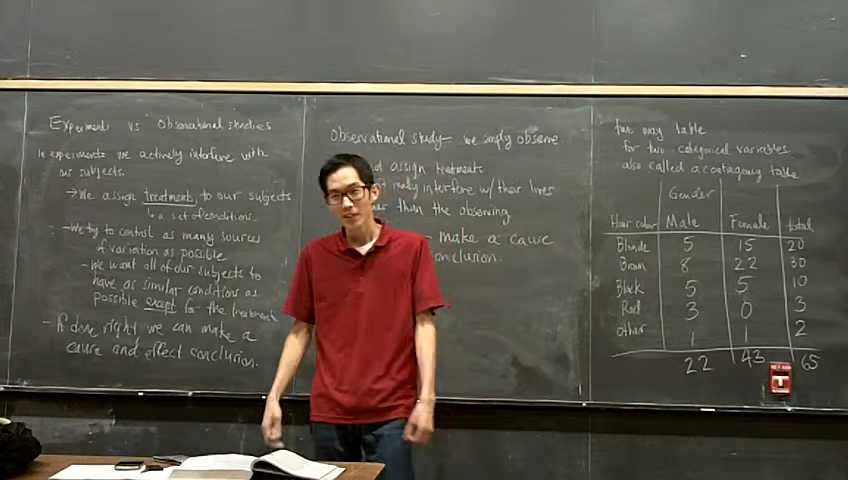 Experiments vs Observational studies
In experiments we actively interfere with
our subjects.
→ We assign treatments to our subjects
↳ a set of conditions.
- We try to control as many sources
of variation as possible
- We want all of our subjects to
have as similar conditions as
possible except for the treatments
- If done right we can make a
cause and effect conclusion.
Observational study - we simply observe
assign treatments.
interfere w/ their lives
than the observing
- make a cause
conclusion.
two way table
for two categorical variables
also called a contingency table
Gender
Hair color Male Female total
Blonde 5 15 20
Brown 8 22 30
Black 5 5 10
Red 3 0 3
Other 1 1 2
22 43 65